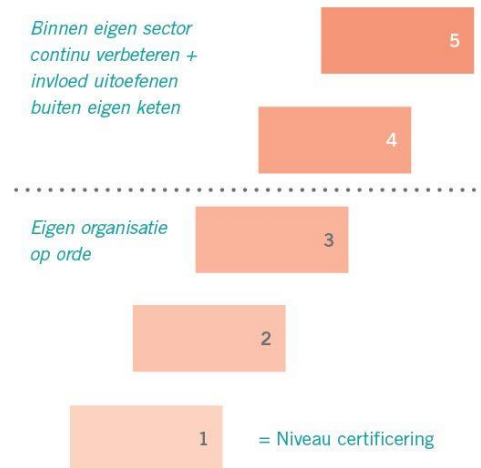 Binnen eigen sector
continu verbeteren +
invloed uitoefenen
buiten eigen keten
5
4
Eigen organisatie
op orde
3
2
1
= Niveau certificering